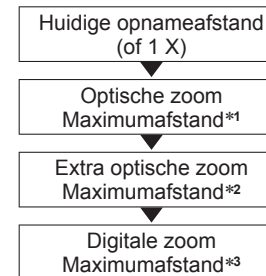 Huidige opnameafstand
(of 1 X)
Optische zoom
Maximumafstand*1
Extra optische zoom
Maximumafstand*2
Digitale zoom
Maximumafstand*3